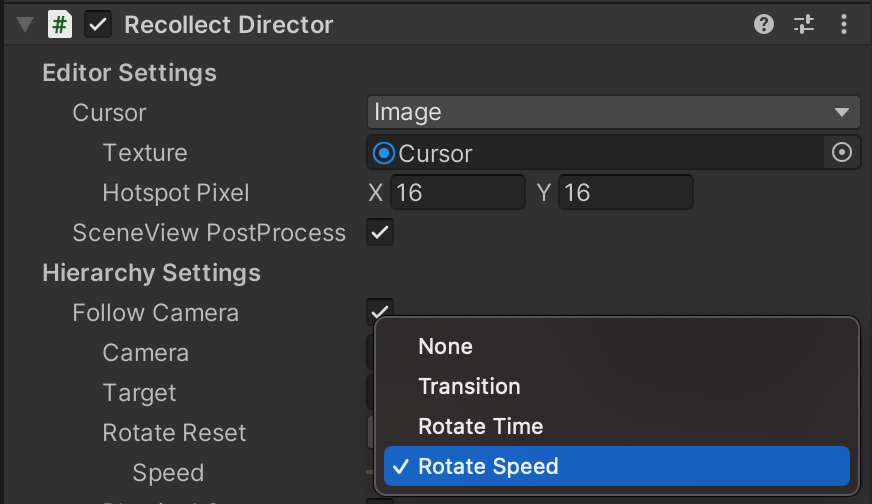 # Recollect Director
Editor Settings
Cursor Image
Texture Cursor
Hotspot Pixel X 16 Y 16
SceneView PostProcess
Hierarchy Settings
Follow Camera
Camera None
Target Transition
Rotate Reset Rotate Time
Speed Rotate Speed